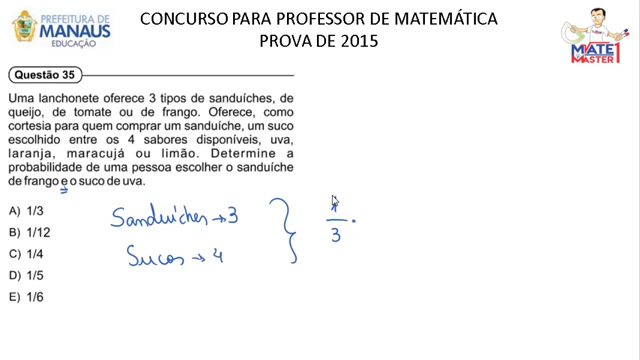 PREFEITURA DE
MANAUS
EDUCAÇÃO
CONCURSO PARA PROFESSOR DE MATEMÁTICA
PROVA DE 2015
MATE
MASTER1
Questão 35
Uma lanchonete oferece 3 tipos de sanduíches, de
queijo, de tomate ou de frango. Oferece, como
cortesia para quem comprar um sanduíche, um suco
escolhido entre os 4 sabores disponíveis, uva,
laranja, maracujá ou limão. Determine a
probabilidade de uma pessoa escolher o sanduíche
de frango e o suco de uva.
A) 1/3
B) 1/12
C) 1/4
D) 1/5
E) 1/6
Sanduíches → 3
Sucos → 4
1
3 .